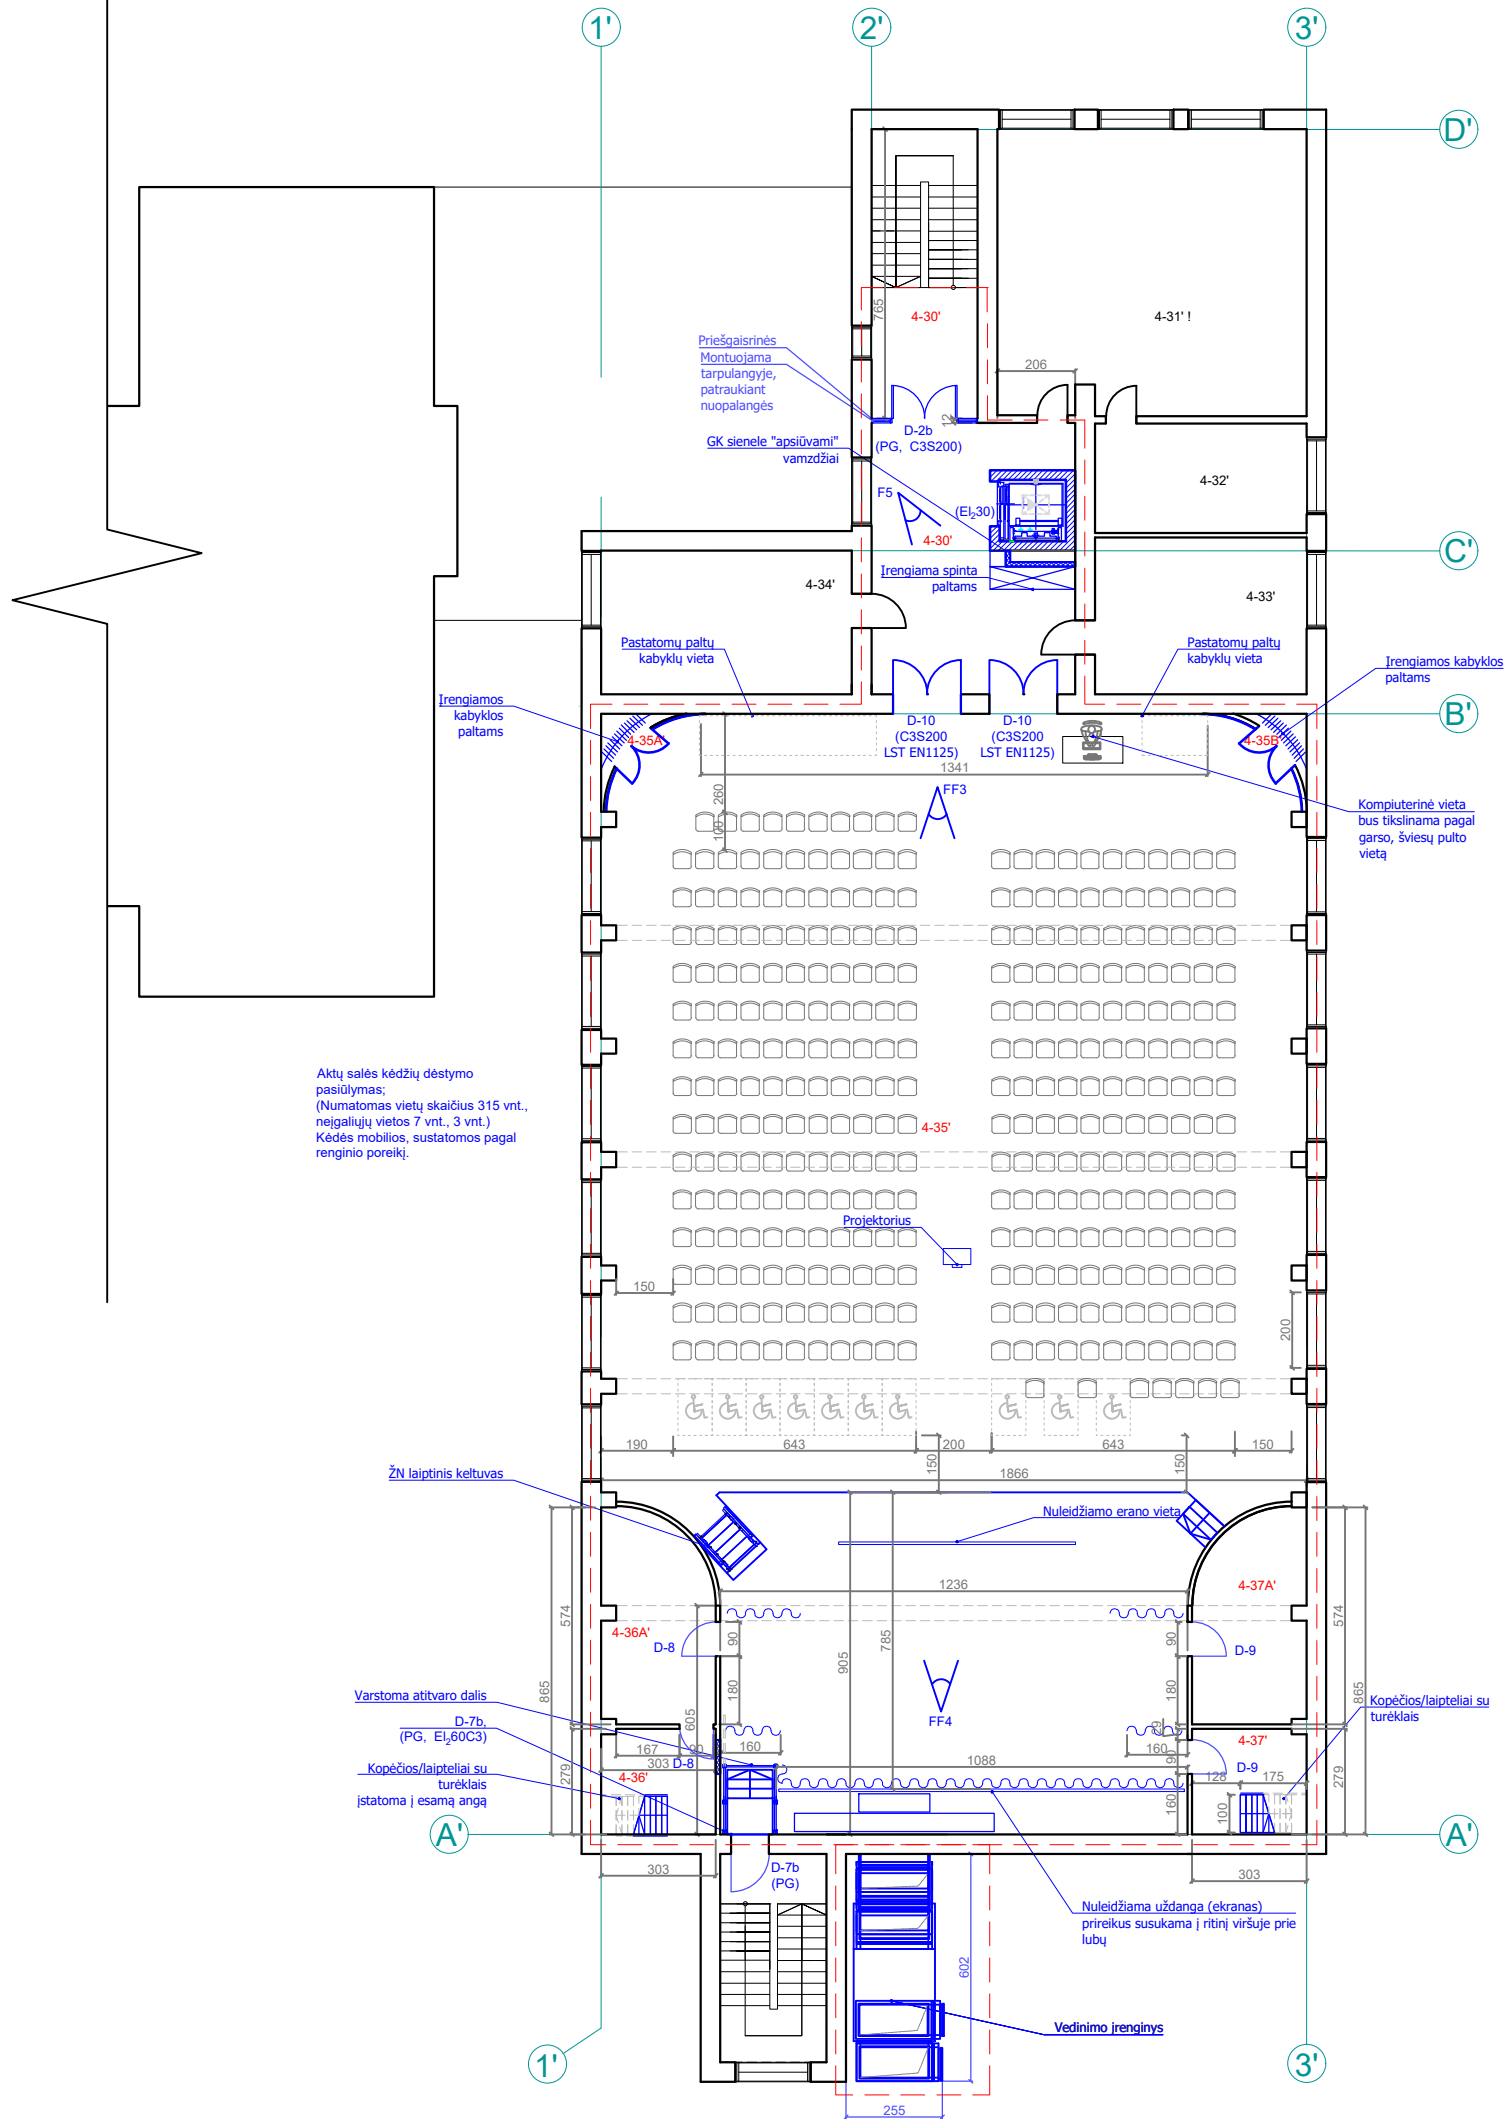 1'
2'
3'
D'
765
4-30'
4-31' !
Priešgaisrinės
Montuojama
tarpulangyje,
patraukiant
nuopalangės
206
12
D-2b
(PG, C3S200)
GK sienele "apsiūvami"
vamzdžiai
4-32'
F5
(EI₂30)
4-30'
C'
Įrengiama spinta
paltams
4-34'
4-33'
Pastatomų paltų
kabyklų vieta
Pastatomų paltų
kabyklų vieta
Įrengiamos kabyklos
paltams
Įrengiamos
kabyklos
paltams
B'
D-10
(C3S200
LST EN1125)
D-10
(C3S200
LST EN1125)
4-35A'
4-35B'
1341
260
100
FF3
Kompiuterinė vieta
bus tikslinama pagal
garso, šviesų pulto
vietą
Aktų salės kėdžių dėstymo
pasiūlymas;
(Numatomas vietų skaičius 315 vnt.,
neįgaliųjų vietos 7 vnt., 3 vnt.)
Kėdės mobilios, sustatomos pagal
renginio poreikį.
4-35'
Projektorius
150
200
190
643
200
643
150
150
150
1866
ŽN laiptinis keltuvas
Nuleidžiamo erano vieta
1236
4-37A'
574
574
4-36A'
D-8
90
785
905
90
D-9
865
865
180
180
605
Varstoma atitvaro dalis
Kopėčios/laipteliai su
turėklais
D-7b,
(PG, EI₂60C3)
29
4-37'
167
90
160
160
90
303
D-8
1088
D-9
279
279
Kopėčios/laipteliai su
turėklais
įstatoma į esamą angą
4-36'
128
175
100
160
A'
A'
303
D-7b
(PG)
303
Nuleidžiama uždanga (ekranas)
prireikus susukama į ritinį viršuje prie
lubų
602
Vedinimo įrenginys
1'
3'
255